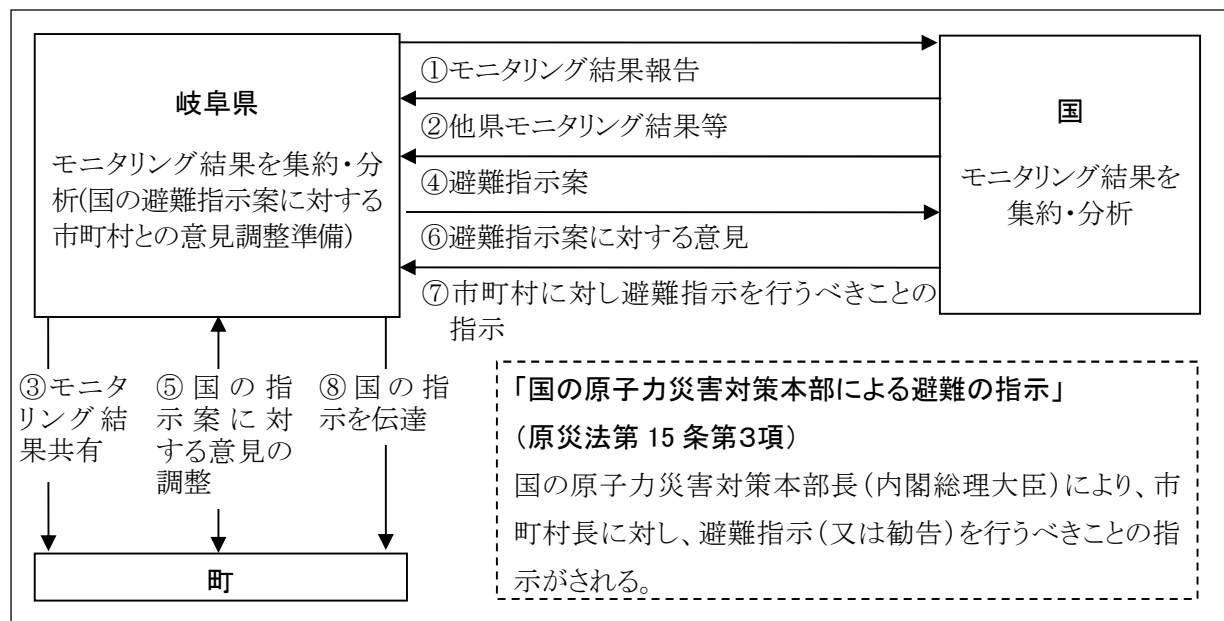 岐阜県
モニタリング結果を集約・分
析(国の避難指示案に対する
市町村との意見調整準備)
①モニタリング結果報告
②他県モニタリング結果等
④避難指示案
⑥避難指示案に対する意見
⑦市町村に対し避難指示を行うべきことの
指示
国
モニタリング結果を
集約・分析
③モニタ
リング結
果共有
⑤国の指
示案に対
する意見の
調整
⑧国の指
示を伝達
町
「国の原子力災害対策本部による避難の指示」
(原災法第15条第3項)
国の原子力災害対策本部長(内閣総理大臣)により、市
町村長に対し、避難指示(又は勧告)を行うべきことの指
示がされる。